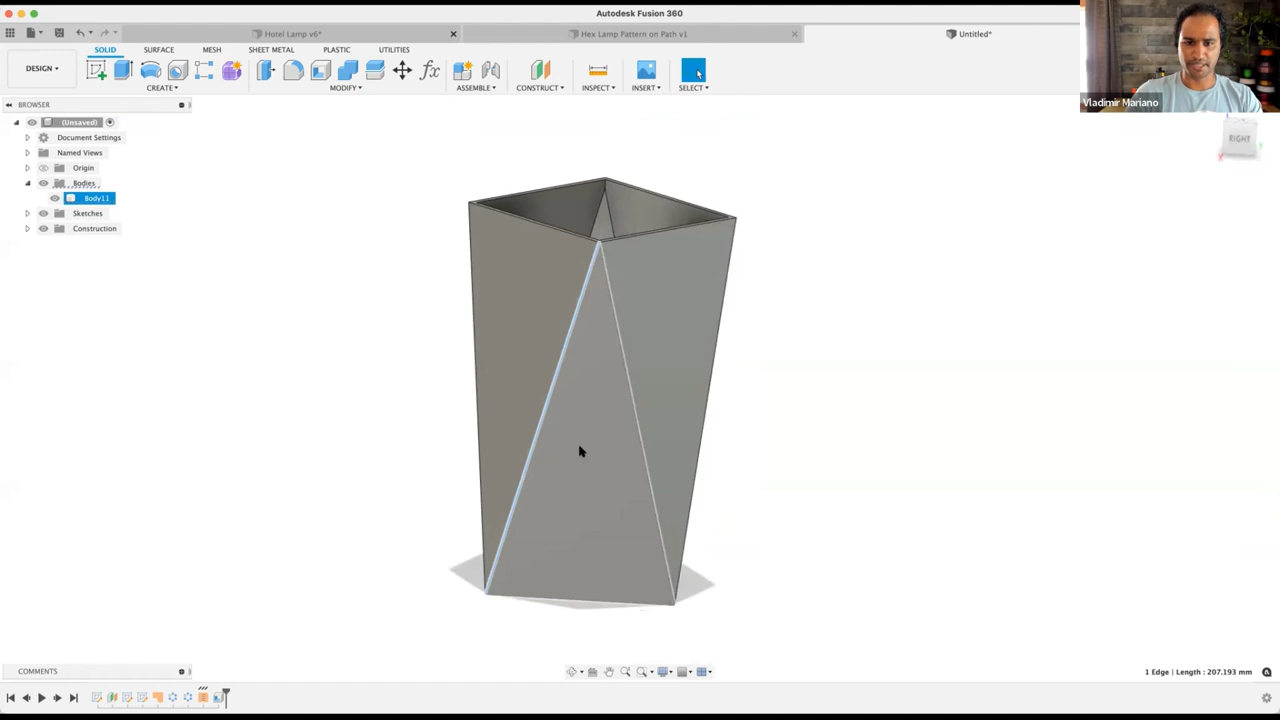 Autodesk Fusion 360
Hotel Lamp v6*
Hex Lamp Pattern on Path v1
Untitled*
SOLID SURFACE MESH SHEET METAL PLASTIC UTILITIES
DESIGN
CREATE MODIFY ASSEMBLE CONSTRUCT INSPECT INSERT SELECT
Vladimir Mariano
BROWSER
(Unsaved)
Document Settings
Named Views
Origin
Bodies
Body11
Sketches
Construction
RIGHT
X
Y
COMMENTS
1 Edge | Length : 207.193 mm